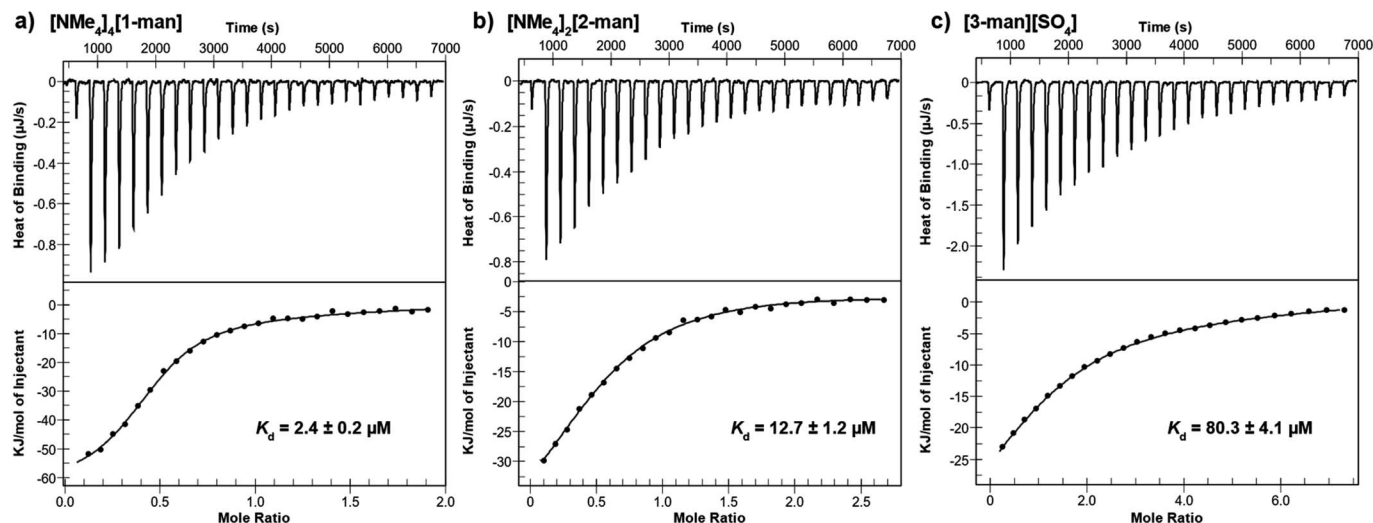 a) [NMe₄]₄[1-man]
Time (s)
1000 2000 3000 4000 5000 6000 7000
Heat of Binding (µJ/s)
0
-0.2
-0.4
-0.6
-0.8
KJ/mol of Injectant
0
-10
-20
-30
-40
-50
-60
K_d = 2.4 ± 0.2 µM
0.0 0.5 1.0 1.5 2.0
Mole Ratio
b) [NMe₄]₂[2-man]
Time (s)
1000 2000 3000 4000 5000 6000 7000
Heat of Binding (µJ/s)
0
-0.2
-0.4
-0.6
-0.8
KJ/mol of Injectant
0
-5
-10
-15
-20
-25
-30
K_d = 12.7 ± 1.2 µM
0 0.5 1.0 1.5 2.0 2.5
Mole Ratio
c) [3-man][SO₄]
Time (s)
1000 2000 3000 4000 5000 6000 7000
Heat of Binding (µJ/s)
0
-0.5
-1.0
-1.5
-2.0
KJ/mol of Injectant
0
-5
-10
-15
-20
-25
K_d = 80.3 ± 4.1 µM
0 2.0 4.0 6.0
Mole Ratio